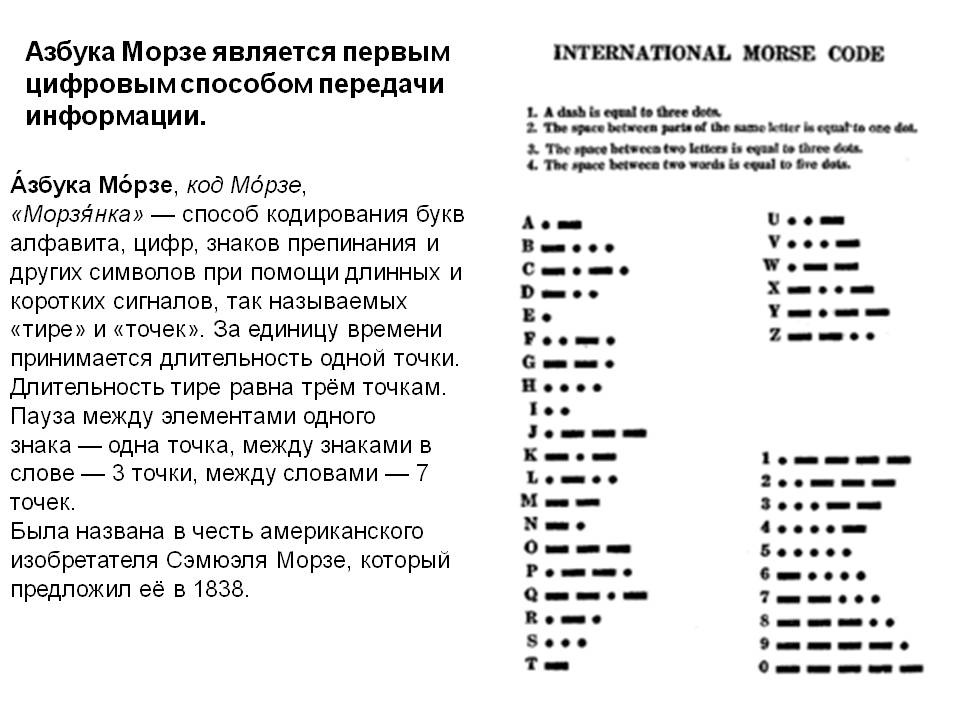 Азбука Морзе является первым
цифровым способом передачи
информации.
А́збука Мо́рзе, код Мо́рзе,
«Морзя́нка» — способ кодирования букв
алфавита, цифр, знаков препинания и
других символов при помощи длинных и
коротких сигналов, так называемых
«тире» и «точек». За единицу времени
принимается длительность одной точки.
Длительность тире равна трём точкам.
Пауза между элементами одного
знака — одна точка, между знаками в
слове — 3 точки, между словами — 7
точек.
Была названа в честь американского
изобретателя Сэмюэля Морзе, который
предложил её в 1838.
INTERNATIONAL MORSE CODE
1. A dash is equal to three dots.
2. The space between parts of the same letter is equal to one dot.
3. The space between two letters is equal to three dots.
4. The space between two words is equal to five dots.
A • —
B — • • •
C — • — •
D — • •
E •
F • • — •
G — — •
H • • • •
I • •
J • — — —
K — • —
L • — • •
M — —
N — •
O — — —
P • — — •
Q — — • —
R • — •
S • • •
T —
U • • —
V • • • —
W • — —
X — • • —
Y — • — —
Z — — • •
1 • — — — —
2 • • — — —
3 • • • — —
4 • • • • —
5 • • • • •
6 — • • • •
7 — — • • •
8 — — — • •
9 — — — — •
0 — — — — —